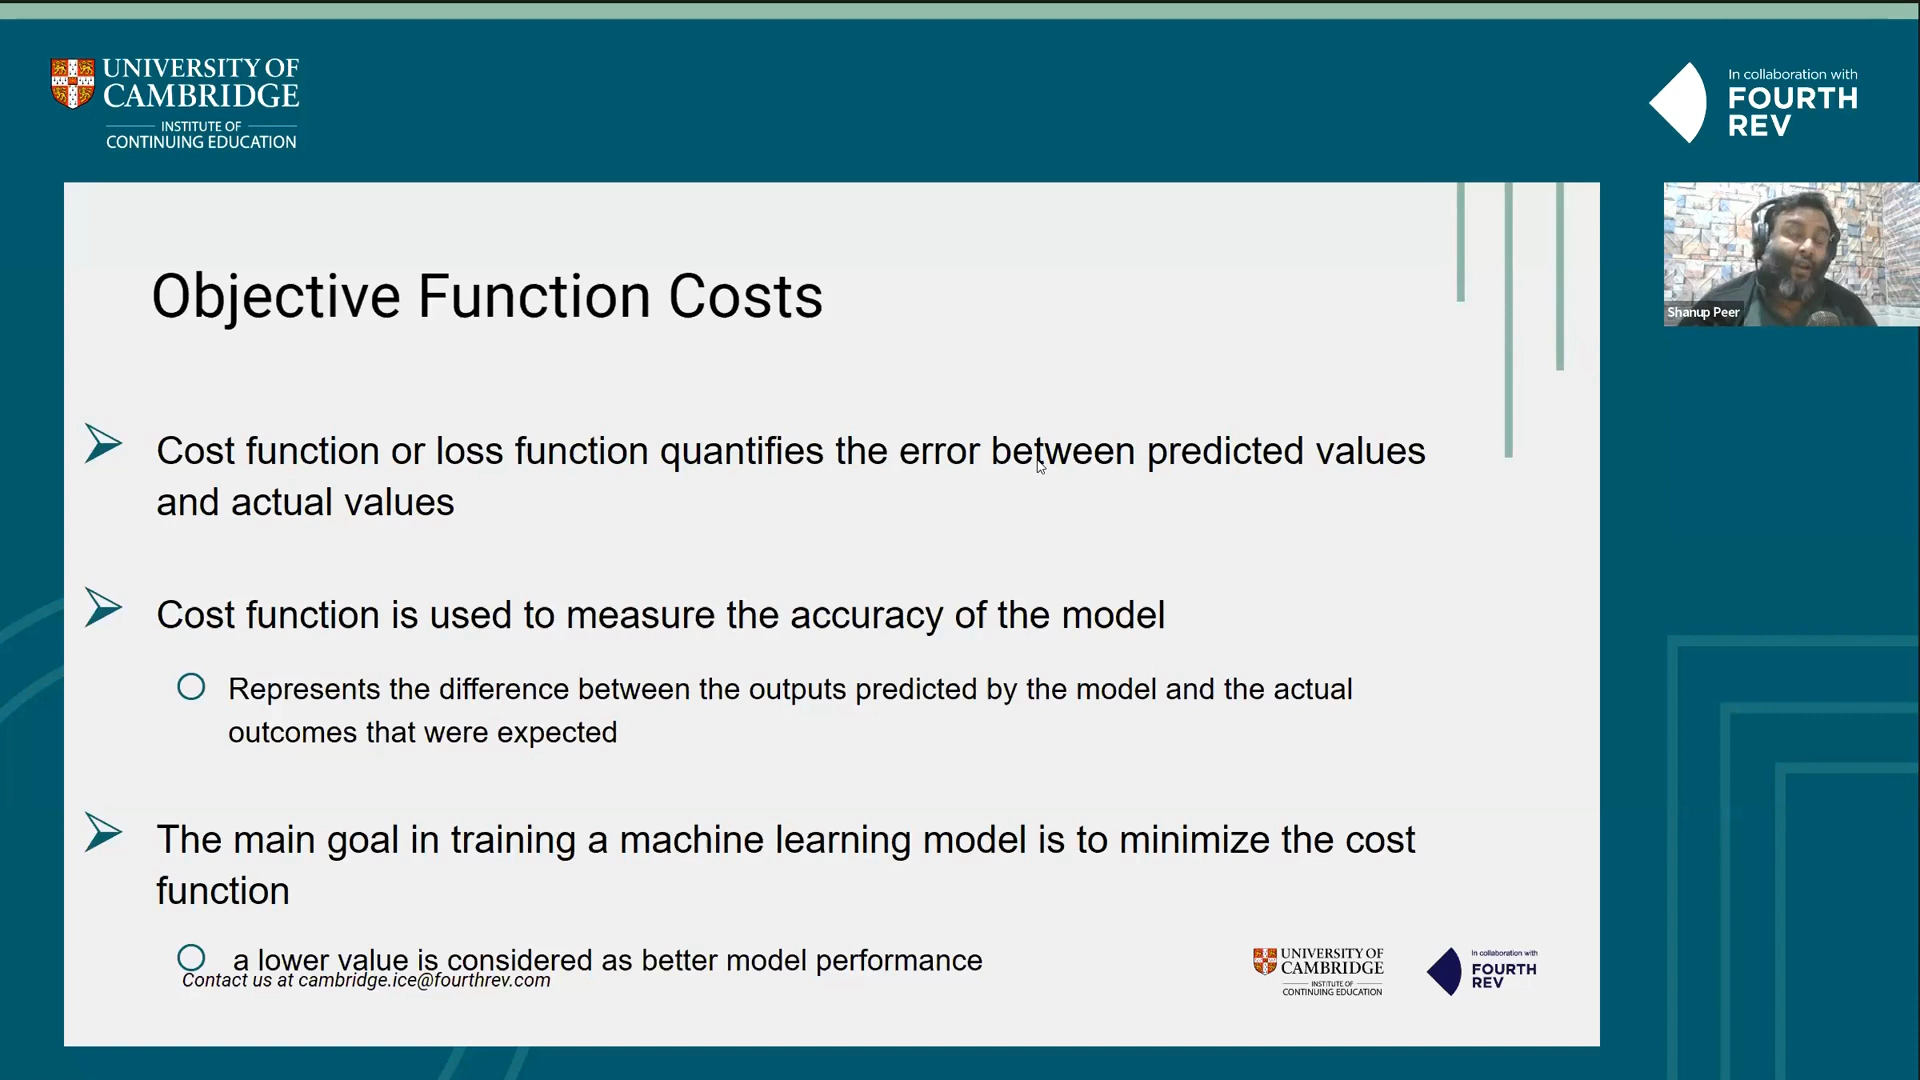 UNIVERSITY OF
CAMBRIDGE
INSTITUTE OF
CONTINUING EDUCATION
In collaboration with
FOURTH
REV
Shanup Peer
Objective Function Costs
Cost function or loss function quantifies the error between predicted values
and actual values
Cost function is used to measure the accuracy of the model
Represents the difference between the outputs predicted by the model and the actual
outcomes that were expected
The main goal in training a machine learning model is to minimize the cost
function
a lower value is considered as better model performance
Contact us at cambridge.ice@fourthrev.com
UNIVERSITY OF
CAMBRIDGE
INSTITUTE OF
CONTINUING EDUCATION
In collaboration with
FOURTH
REV